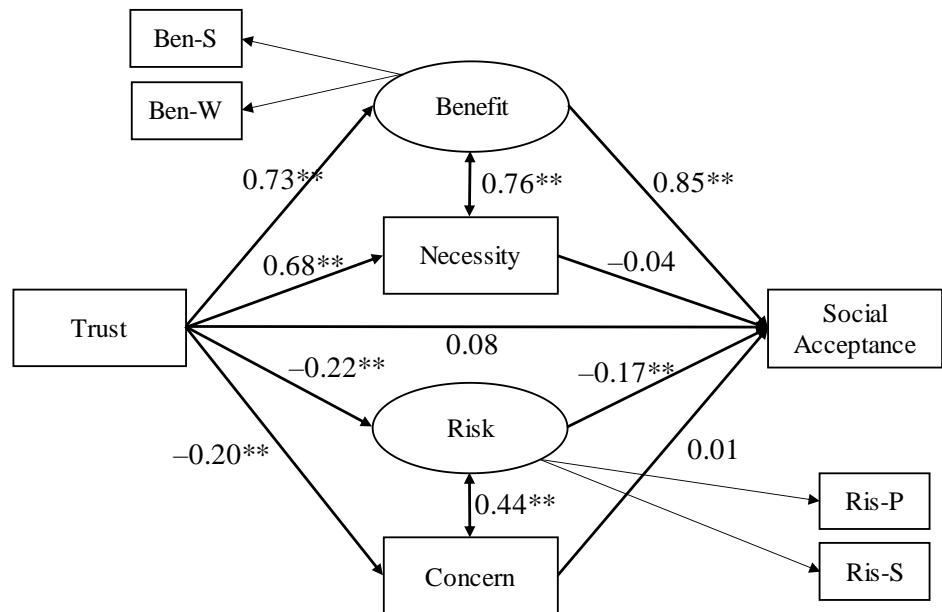 Ben-S
Ben-W
Benefit
0.73**
0.76**
0.85**
0.68**
Necessity
–0.04
Trust
Social
Acceptance
0.08
–0.22**
–0.17**
Risk
–0.20**
0.01
0.44**
Ris-P
Concern
Ris-S